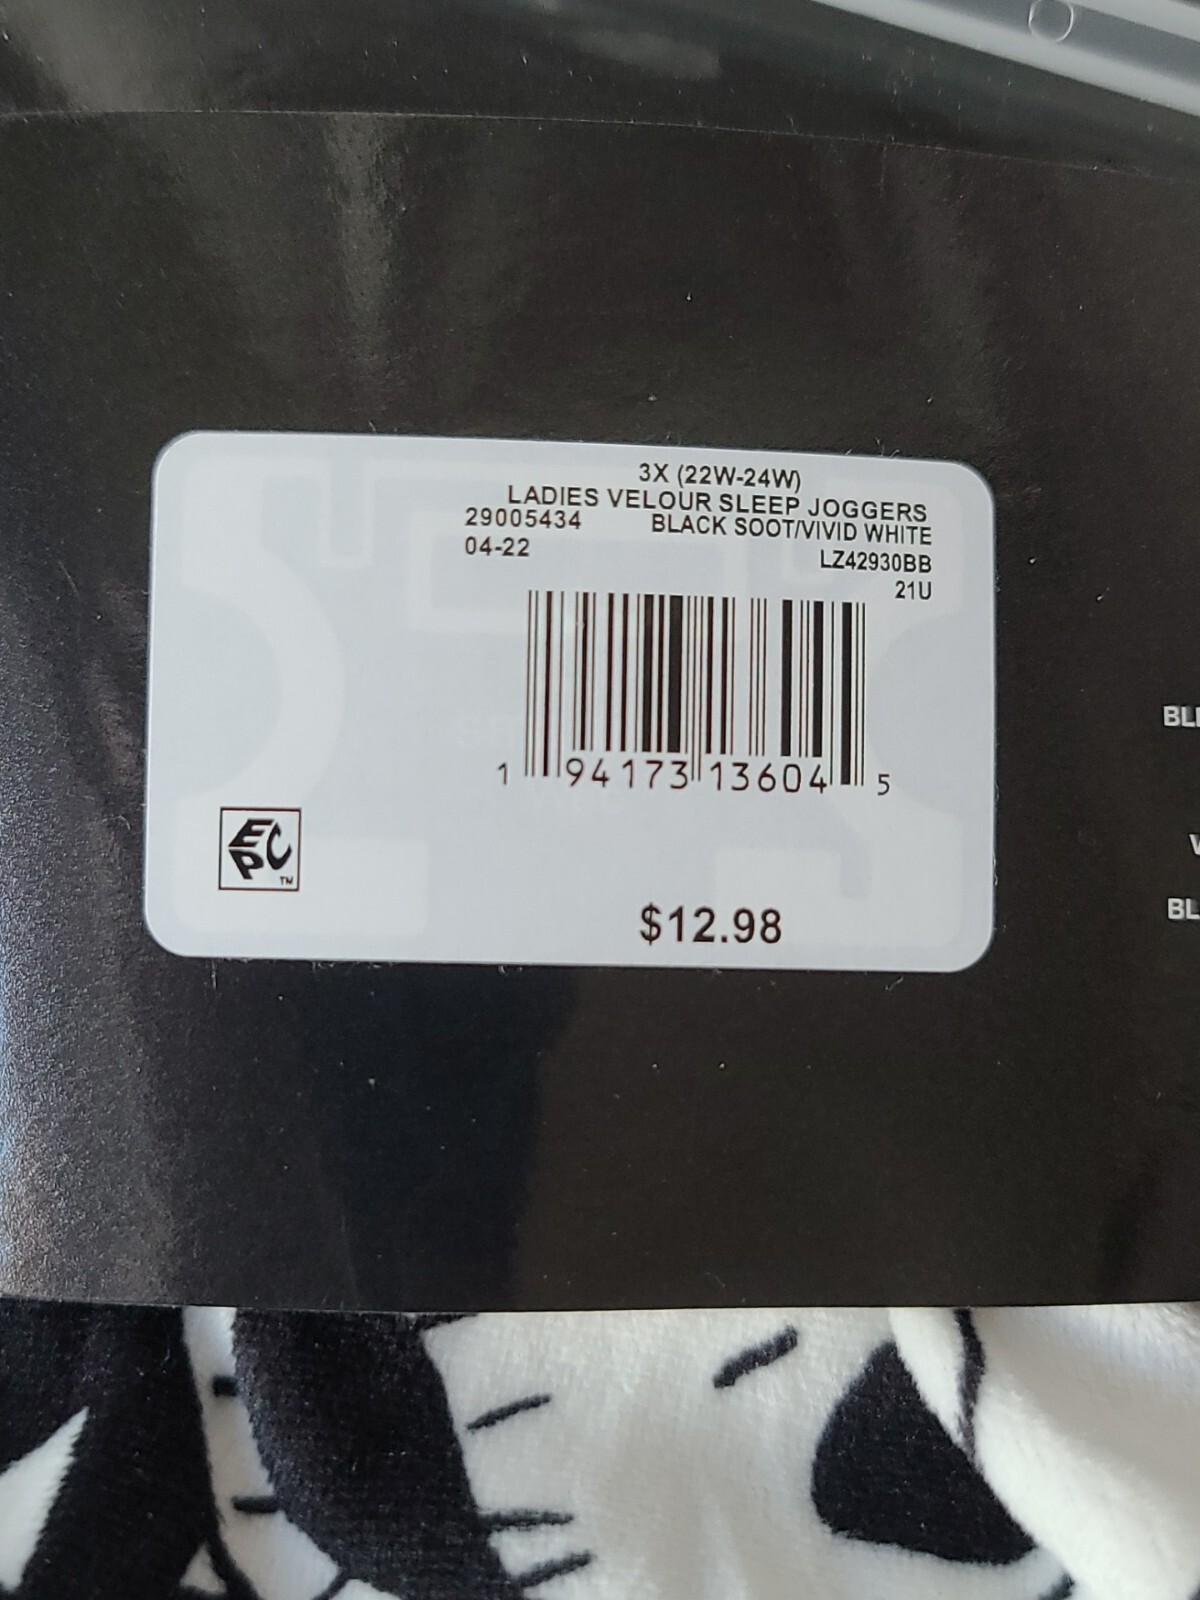 3X (22W-24W)
LADIES VELOUR SLEEP JOGGERS
29005434 BLACK SOOT/VIVID WHITE
04-22 LZ42930BB
21U
1 94173 13604 5
EPC
TM
$12.98